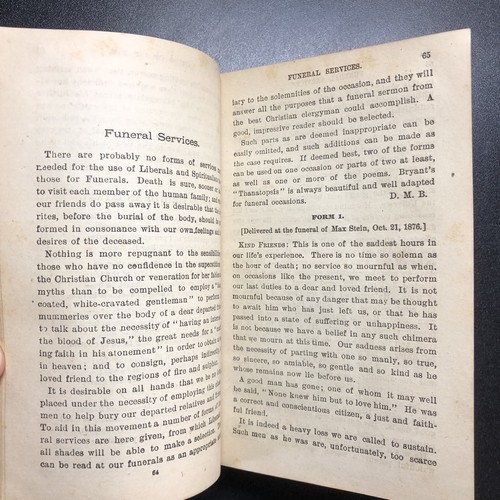 Funeral Services.
There are probably no forms of services
needed for the use of Liberals and
those for Funerals. Death is sure, sooner or
to visit each member of the human family; and
our friends do pass away it is desirable that the
rites, before the burial of the body, should be
formed in consonance with our own feelings and
desires of the deceased.
Nothing is more repugnant to the
those who have no confidence in the
the Christian Church or veneration for her
myths than to be compelled to employ a
coated, white-cravated gentleman" to perform
mummeries over the body of a dear departed
to talk about the necessity of "having an
the blood of Jesus," the great needs for "
ing faith in his atonement" in order to obtain
in heaven; and to consign, perhaps indirectly
loved friend to the regions of fire and
It is desirable on all hands that we be
placed under the necessity of employing this
men to help bury our departed relatives and
To aid in this movement a number of forms of
ral services are here given, from which
all shades will be able to make a selection.
can be read at our funerals as an appropriate
64
65
FUNERAL SERVICES.
tary to the solemnities of the occasion, and they will
answer all the purposes that a funeral sermon from
the best Christian clergyman could accomplish. A
good, impressive reader should be selected.
Such parts as are deemed inappropriate can be
easily omitted, and such additions can be made as
the case requires. If deemed best, two of the forms
can be used on one occasion or parts of two at least,
as well as one or more of the poems. Bryant's
"Thanatopsis" is always beautiful and well adapted
for funeral occasions. D. M. B.
FORM 1.
[Delivered at the funeral of Max Stein, Oct. 21, 1876.]
KIND FRIENDS: This is one of the saddest hours in
our life's experience. There is no time so solemn as
the hour of death; no service so mournful as when,
on occasions like the present, we meet to perform
our last duties to a dear and loved friend. It is not
mournful because of any danger that may be thought
to await him who has just left us, or that he has
passed into a state of suffering or unhappiness. It
is not because we have a belief in any such chimera
that we mourn at this time. Our sadness arises from
the necessity of parting with one so manly, so true,
so sincere, so amiable, so gentle and so kind as he
whose remains now lie before us.
A good man has gone; one of whom it may well
be said, "None knew him but to love him." He was
a correct and conscientious citizen, a just and faith-
ful friend.
It is indeed a heavy loss we are called to sustain.
Such men as he was are, unfortunately, too scarce